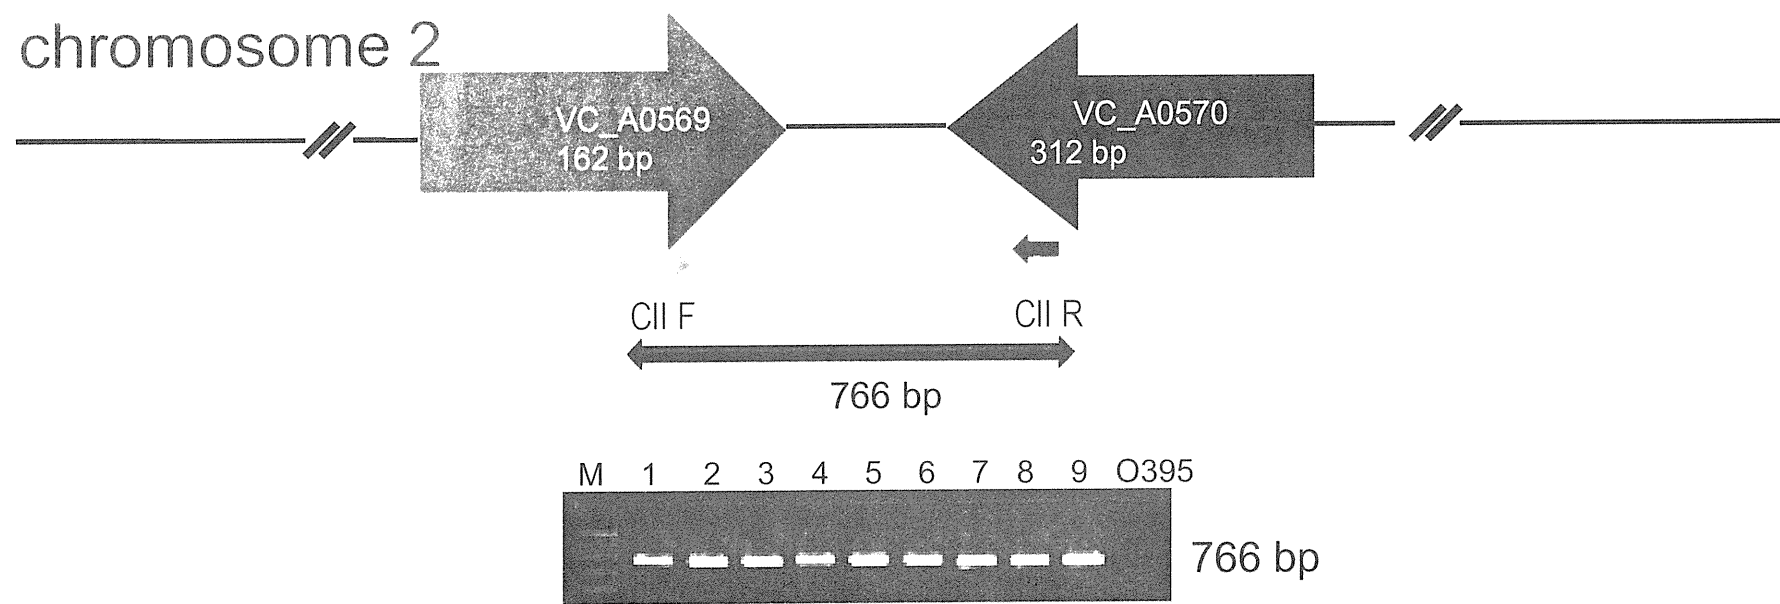 chromosome 2
VC_A0569
162 bp
VC_A0570
312 bp
CII F
CII R
766 bp
M 1 2 3 4 5 6 7 8 9 O395
766 bp